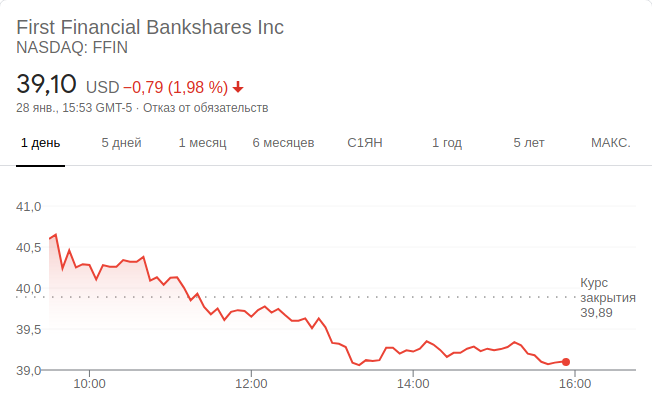 First Financial Bankshares Inc
NASDAQ: FFIN
39,10 USD −0,79 (1,98 %)
28 янв., 15:53 GMT-5 · Отказ от обязательств
1 день 5 дней 1 месяц 6 месяцев С1ЯН 1 год 5 лет МАКС.
41,0
40,5
40,0
39,5
39,0
Курс
закрытия
39,89
10:00 12:00 14:00 16:00